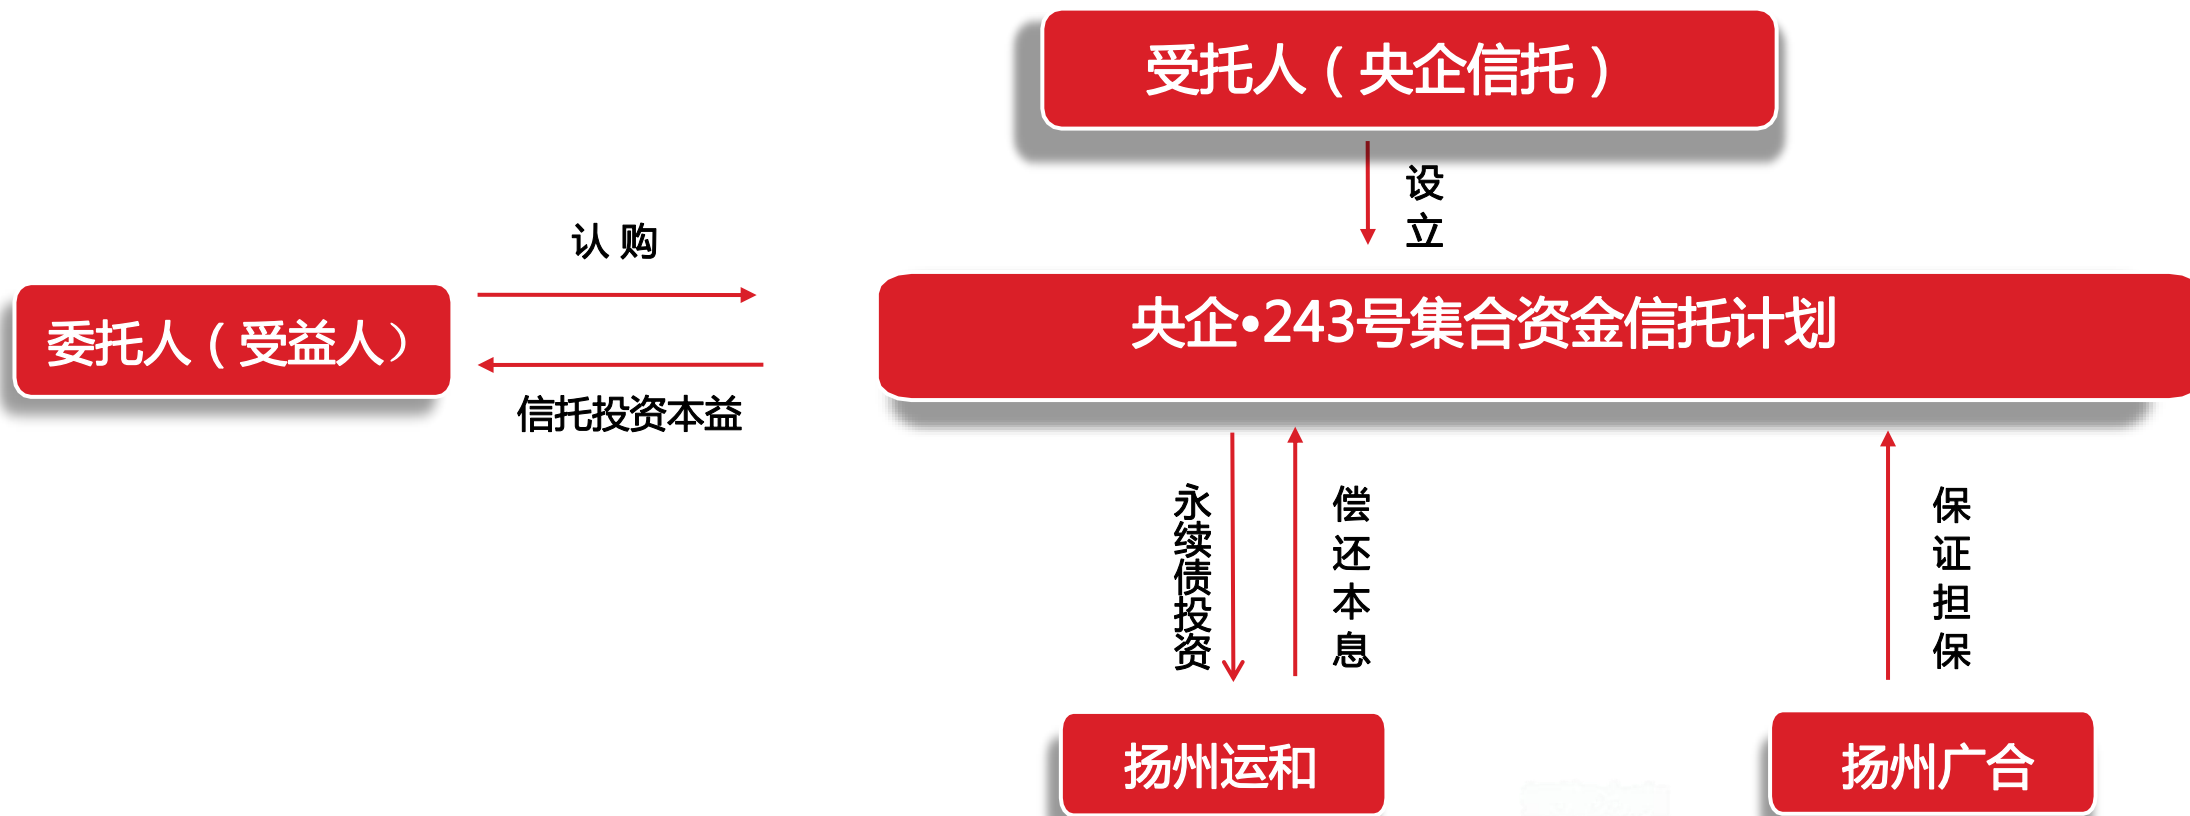 受托人（央企信托）
设立
认购
委托人（受益人）
央企•243号集合资金信托计划
信托投资本益
永续债投资
偿还本息
保证担保
扬州运和
扬州广合